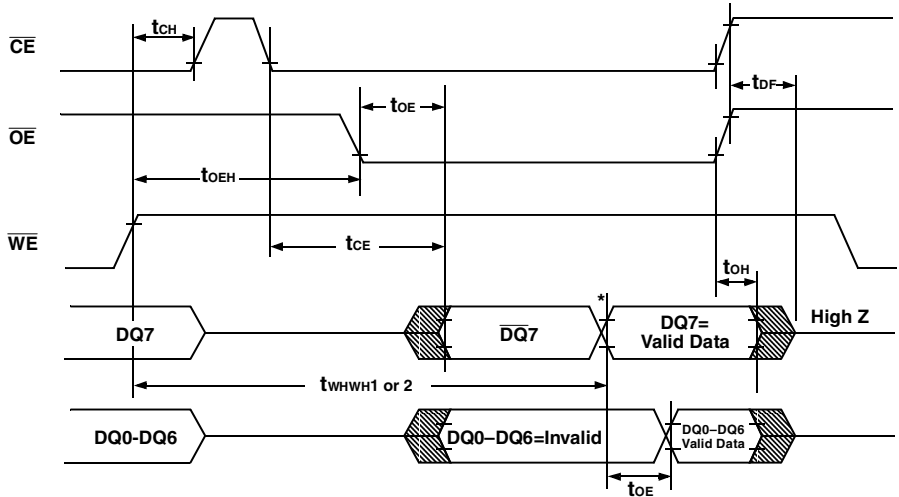 tCH
CE
tDF
tOE
OE
tOEH
WE
tCE
tOH
*
DQ7
DQ7
DQ7=
Valid Data
High Z
tWHWH1 or 2
DQ0-DQ6
DQ0–DQ6=Invalid
DQ0–DQ6
Valid Data
tOE